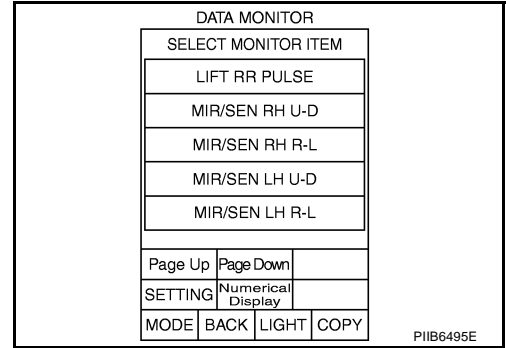 DATA MONITOR
SELECT MONITOR ITEM
LIFT RR PULSE
MIR/SEN RH U-D
MIR/SEN RH R-L
MIR/SEN LH U-D
MIR/SEN LH R-L
Page Up Page Down
SETTING Numerical Display
MODE BACK LIGHT COPY
PIIB6495E